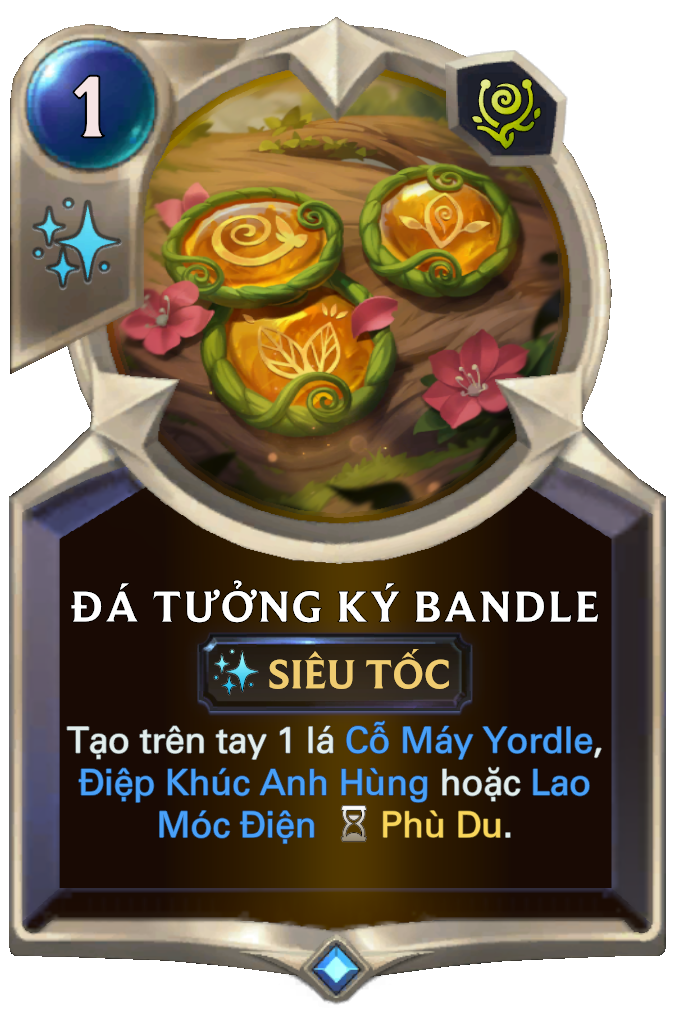 1
ĐÁ TƯỞNG KÝ BANDLE
SIÊU TỐC
Tạo trên tay 1 lá Cỗ Máy Yordle,
Điệp Khúc Anh Hùng hoặc Lao
Móc Điện Phù Du.